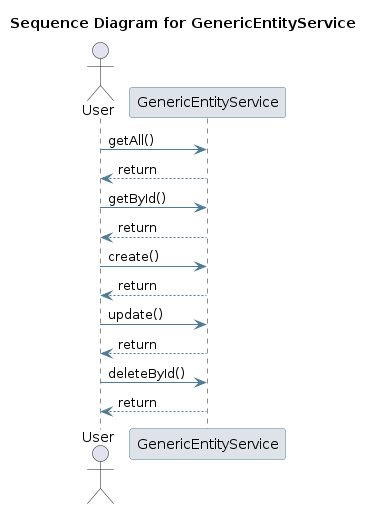 Sequence Diagram for GenericEntityService
User
GenericEntityService
getAll()
return
getById()
return
create()
return
update()
return
deleteById()
return
User
GenericEntityService